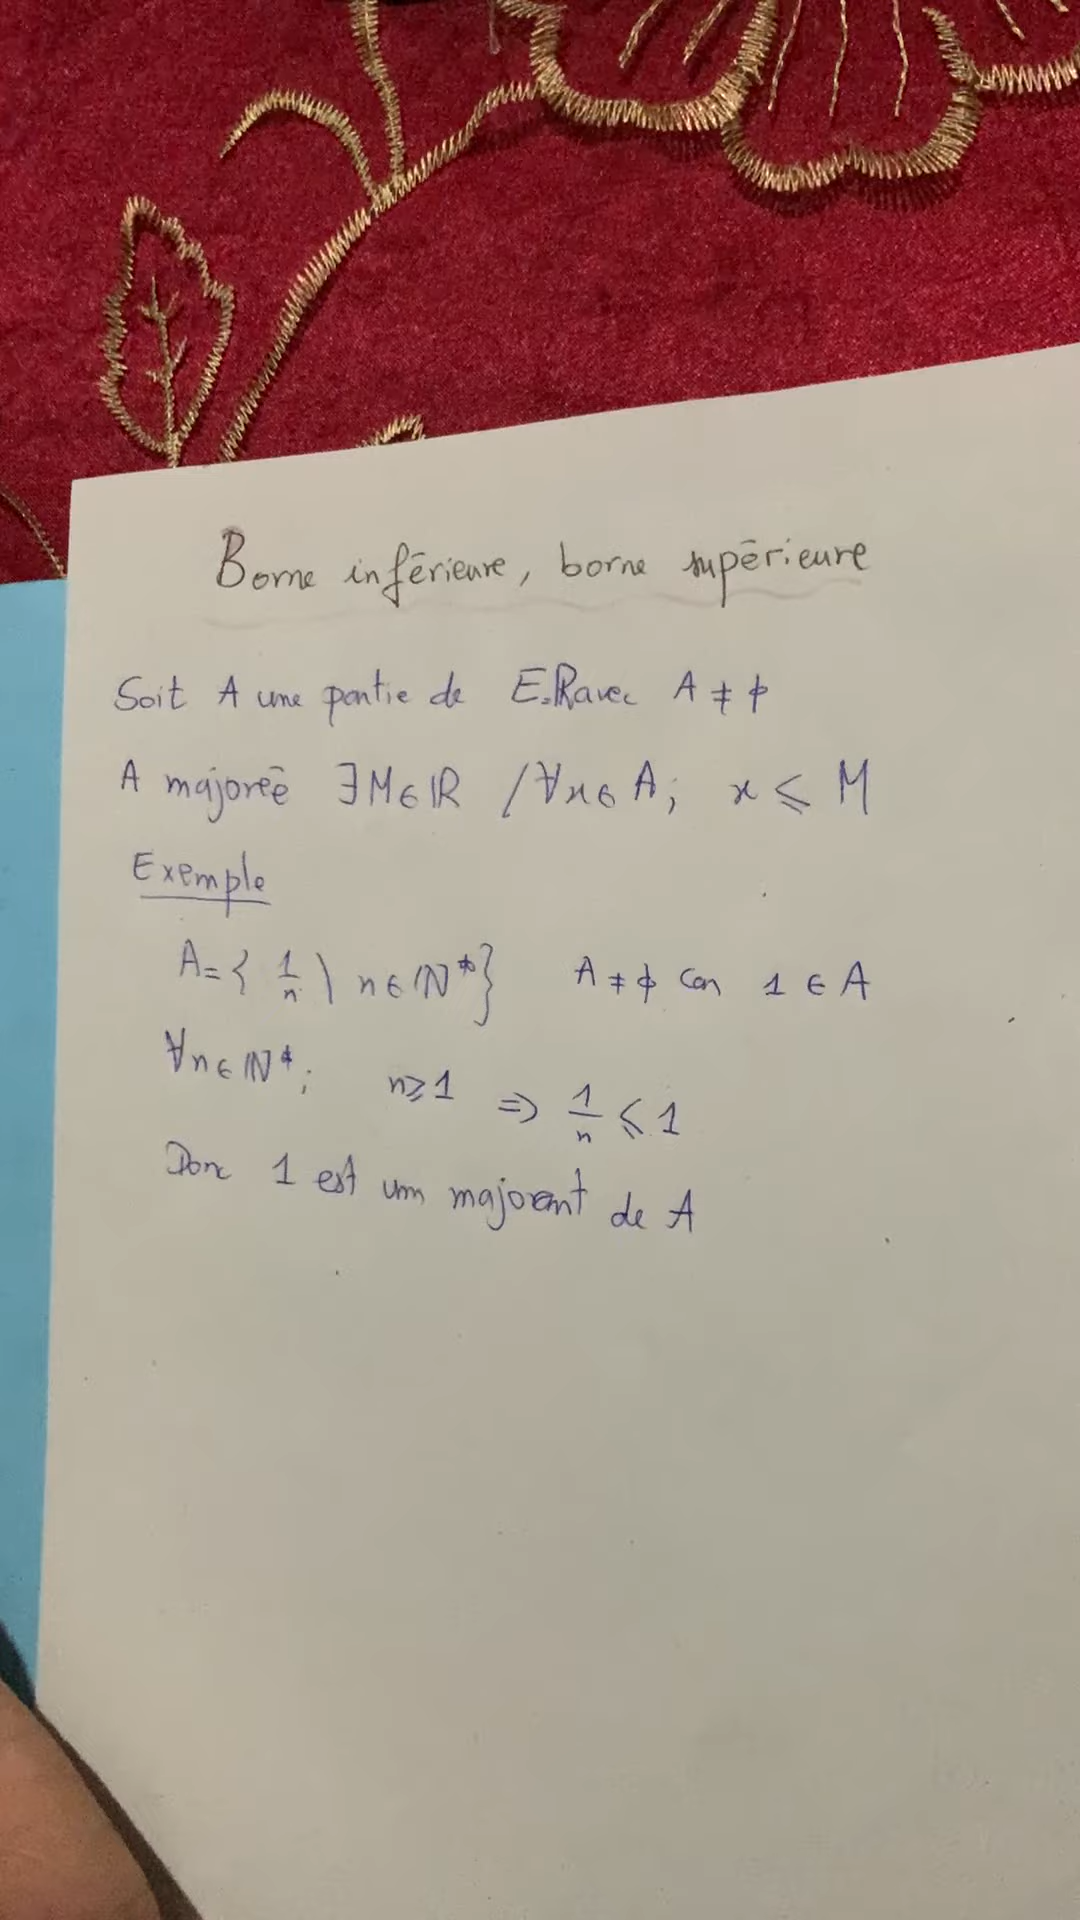 Borne inférieure, borne supérieure
Soit A une partie de E=ℝ avec A ≠ ϕ
A majorée ∃M∈ℝ /∀x∈A; x ⩽ M
Exemple
A={ 1/n \ n∈ℕ*} A ≠ ϕ car 1 ∈ A
∀n∈ℕ*; n⩾1 ⇒ 1/n ⩽ 1
Donc 1 est un majorant de A